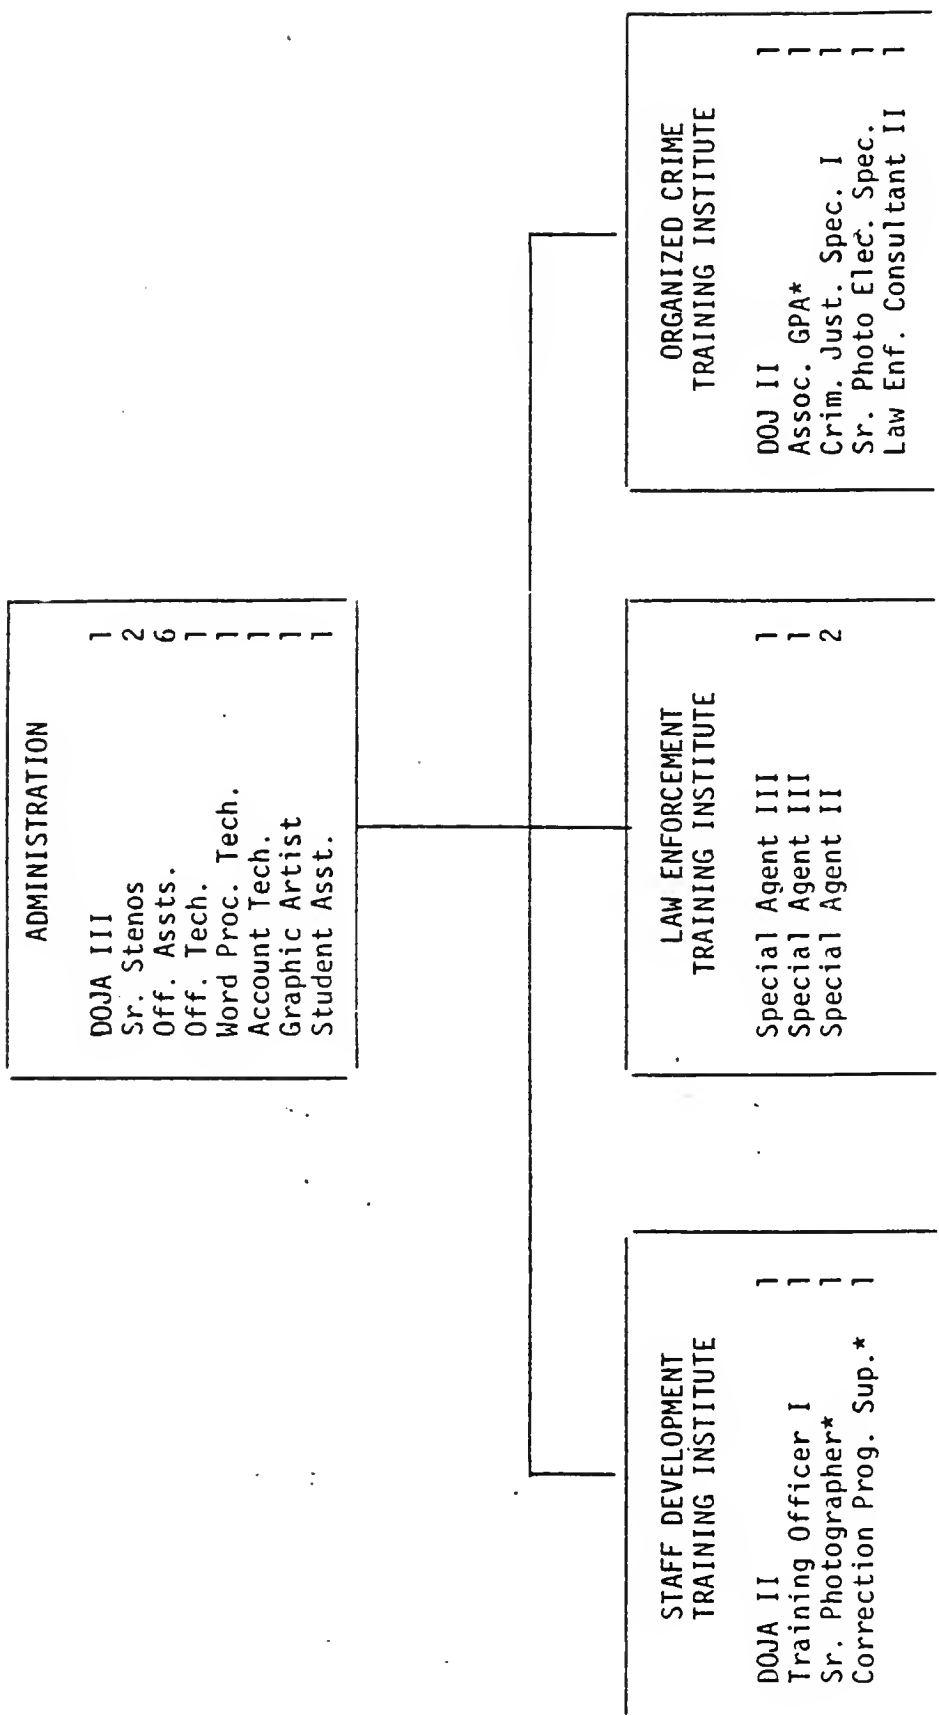 ADMINISTRATION
DOJA III 1
Sr. Stenos 2
Off. Assts. 6
Off. Tech. 1
Word Proc. Tech. 1
Account Tech. 1
Graphic Artist 1
Student Asst. 1
STAFF DEVELOPMENT
TRAINING INSTITUTE
DOJA II 1
Training Officer I 1
Sr. Photographer* 1
Correction Prog. Sup.* 1
LAW ENFORCEMENT
TRAINING INSTITUTE
Special Agent III 1
Special Agent III 1
Special Agent II 2
ORGANIZED CRIME
TRAINING INSTITUTE
DOJ II 1
Assoc. GPA* 1
Crim. Just. Spec. I 1
Sr. Photo Elec. Spec. 1
Law Enf. Consultant II 1